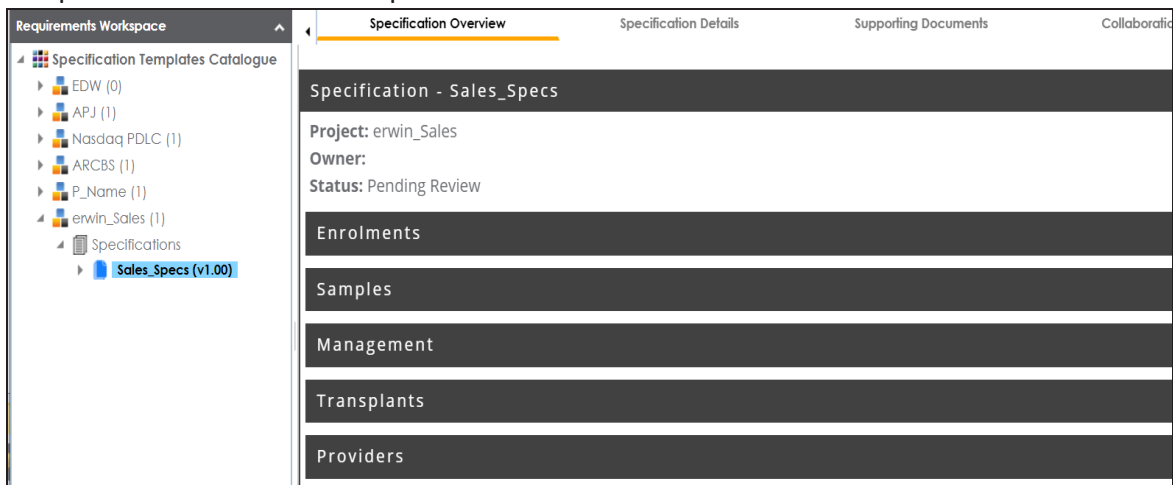 Requirements Workspace
Specification Templates Catalogue
EDW (0)
APJ (1)
Nasdaq PDLC (1)
ARCBS (1)
P_Name (1)
erwin_Sales (1)
Specifications
Sales_Specs (v1.00)
Specification Overview Specification Details Supporting Documents
Specification - Sales_Specs
Project: erwin_Sales
Owner:
Status: Pending Review
Enrolments
Samples
Management
Transplants
Providers